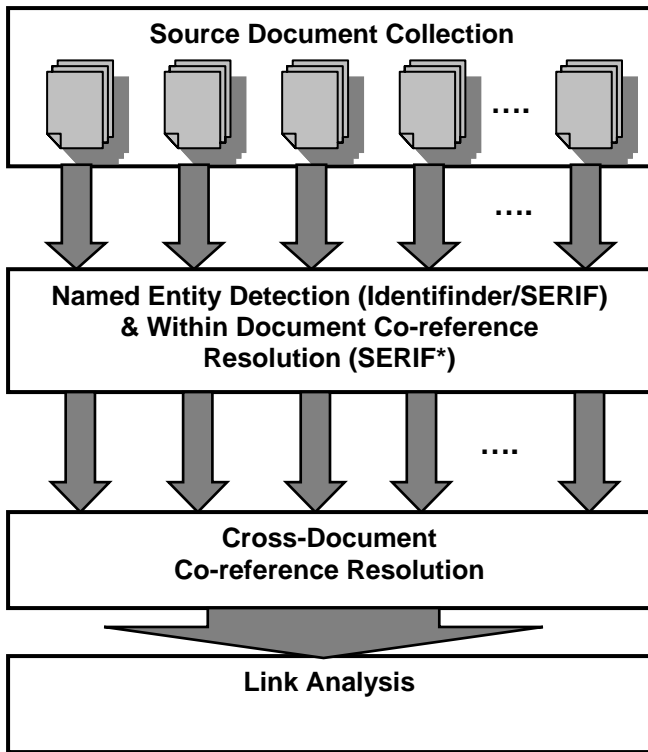 Source Document Collection
....
....
Named Entity Detection (Identifinder/SERIF)
& Within Document Co-reference
Resolution (SERIF*)
....
Cross-Document
Co-reference Resolution
Link Analysis